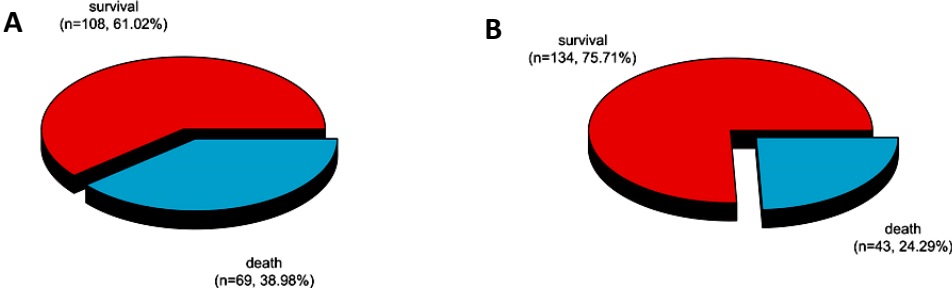 A
survival
(n=108, 61.02%)
death
(n=69, 38.98%)
B
survival
(n=134, 75.71%)
death
(n=43, 24.29%)